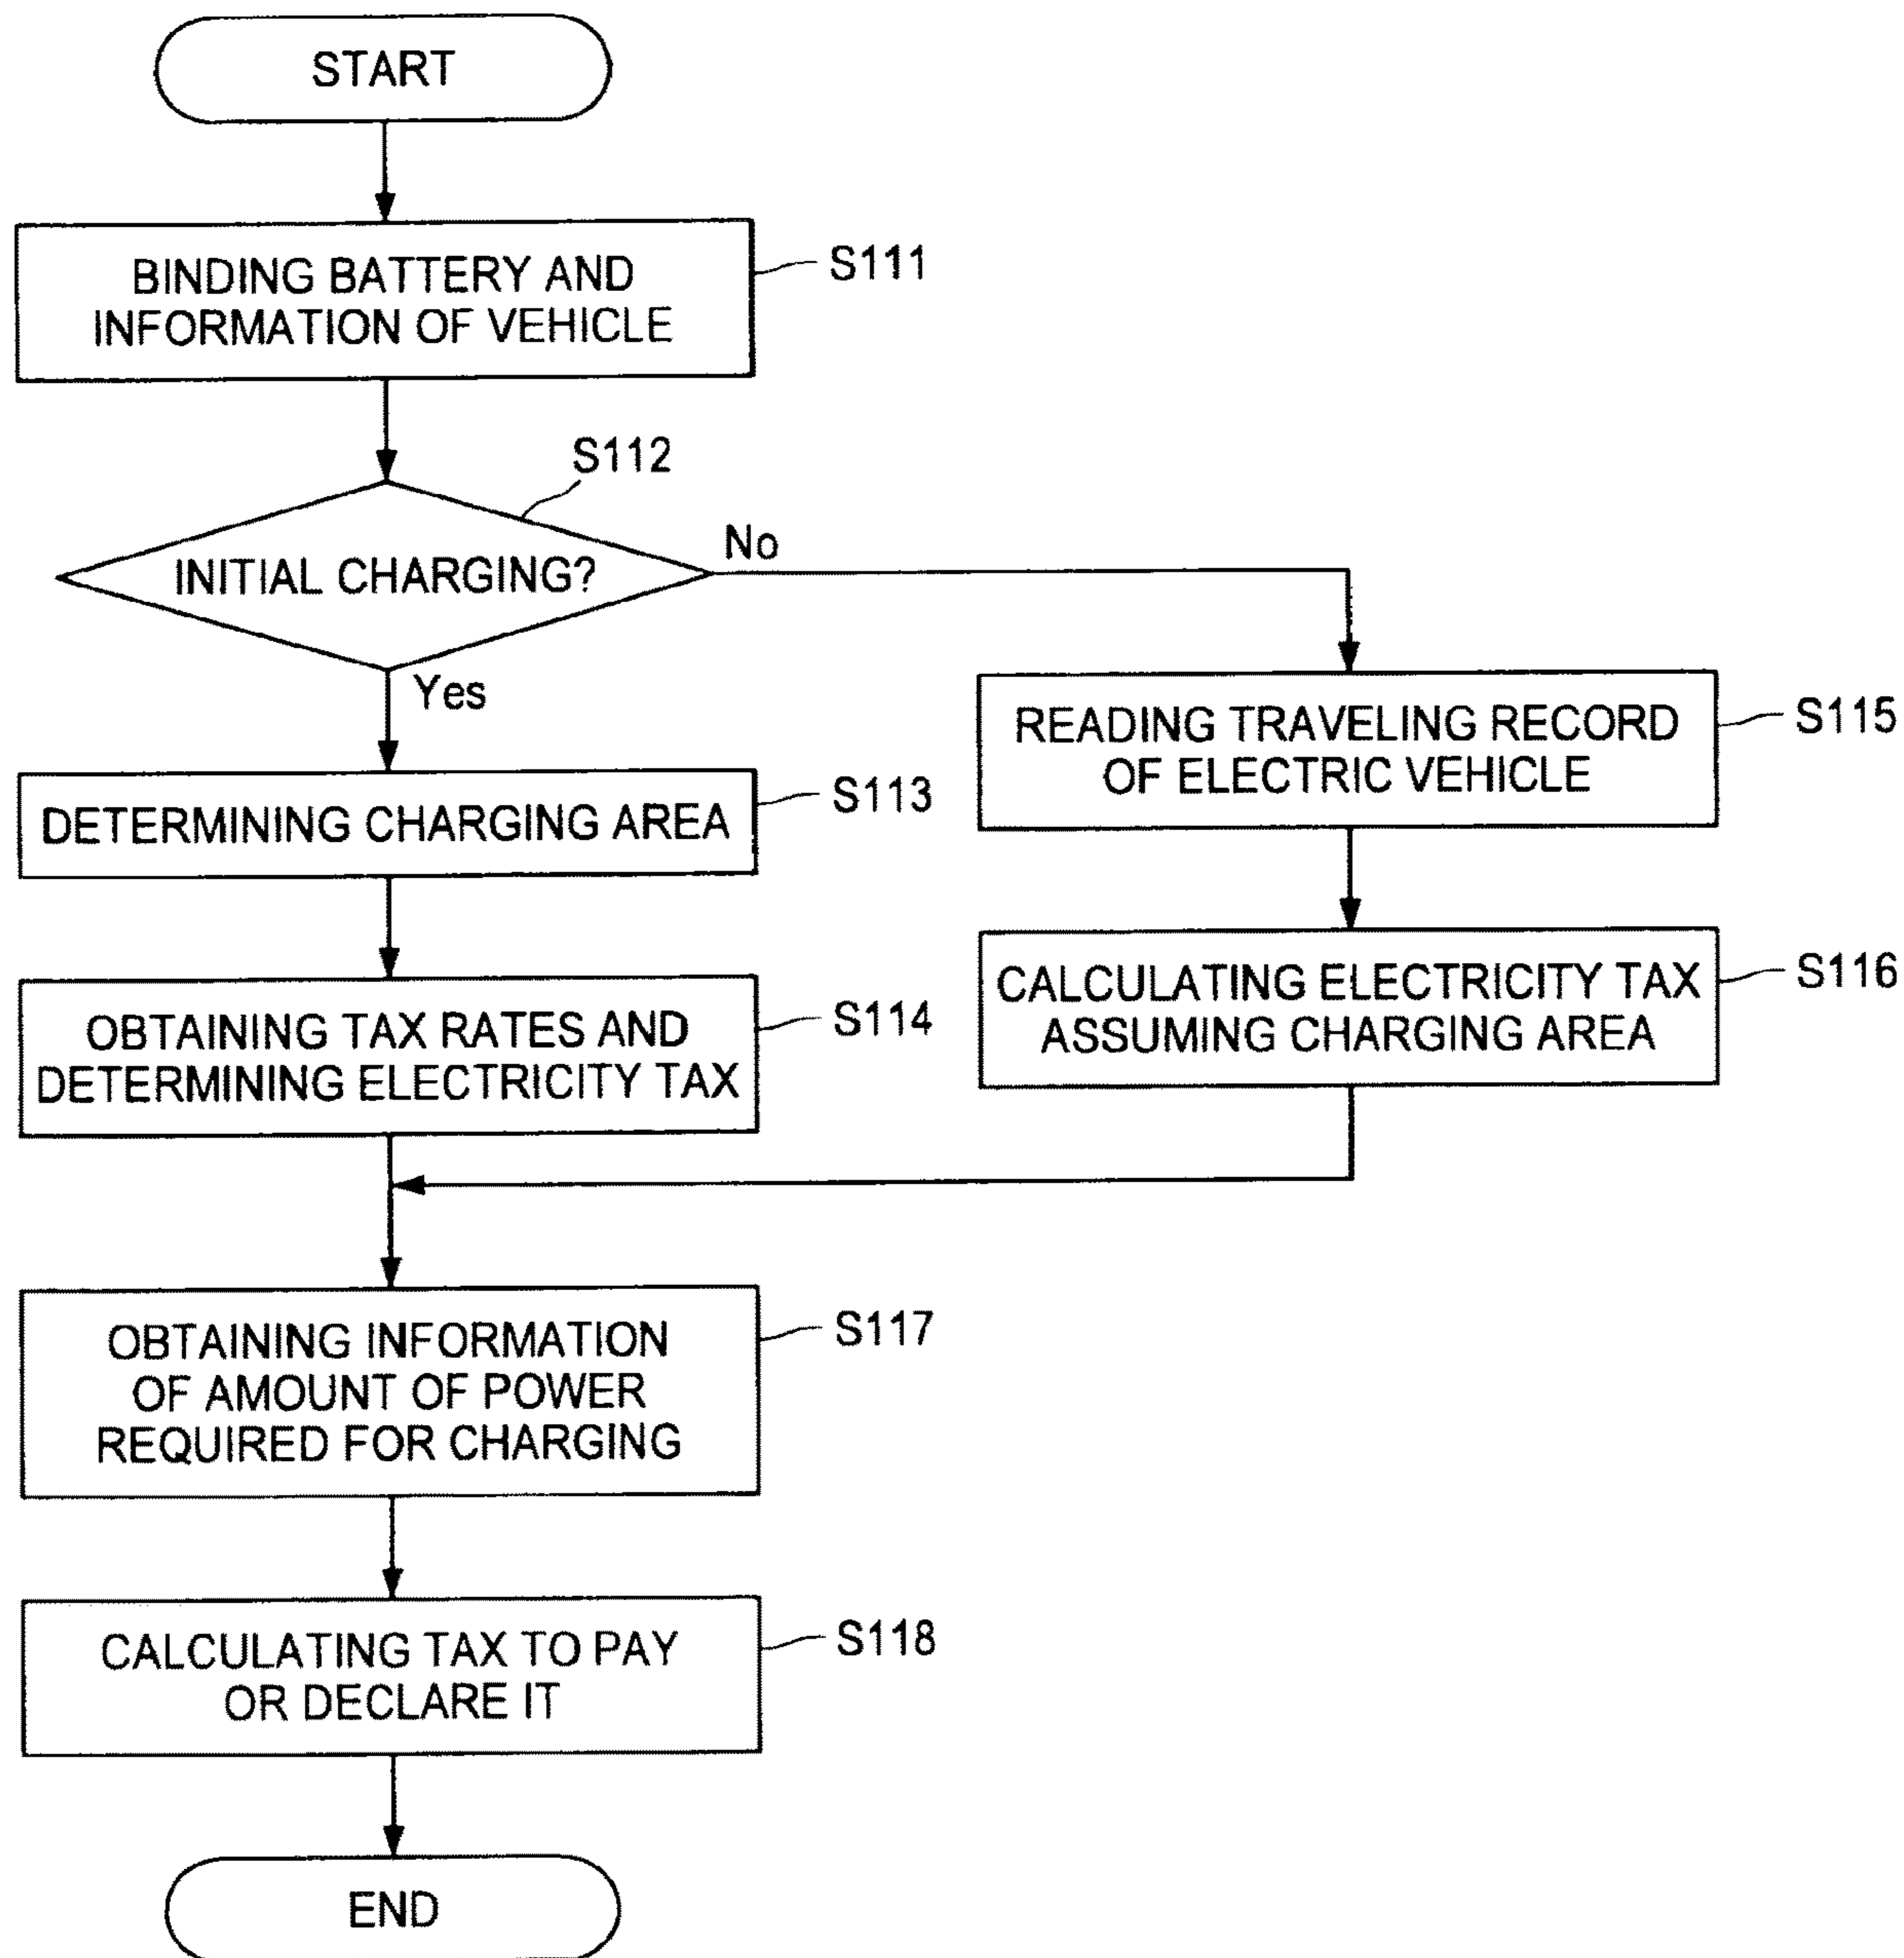 START
BINDING BATTERY AND
INFORMATION OF VEHICLE
S111
S112
INITIAL CHARGING?
No
Yes
DETERMINING CHARGING AREA
S113
OBTAINING TAX RATES AND
DETERMINING ELECTRICITY TAX
S114
READING TRAVELING RECORD
OF ELECTRIC VEHICLE
S115
CALCULATING ELECTRICITY TAX
ASSUMING CHARGING AREA
S116
OBTAINING INFORMATION
OF AMOUNT OF POWER
REQUIRED FOR CHARGING
S117
CALCULATING TAX TO PAY
OR DECLARE IT
S118
END